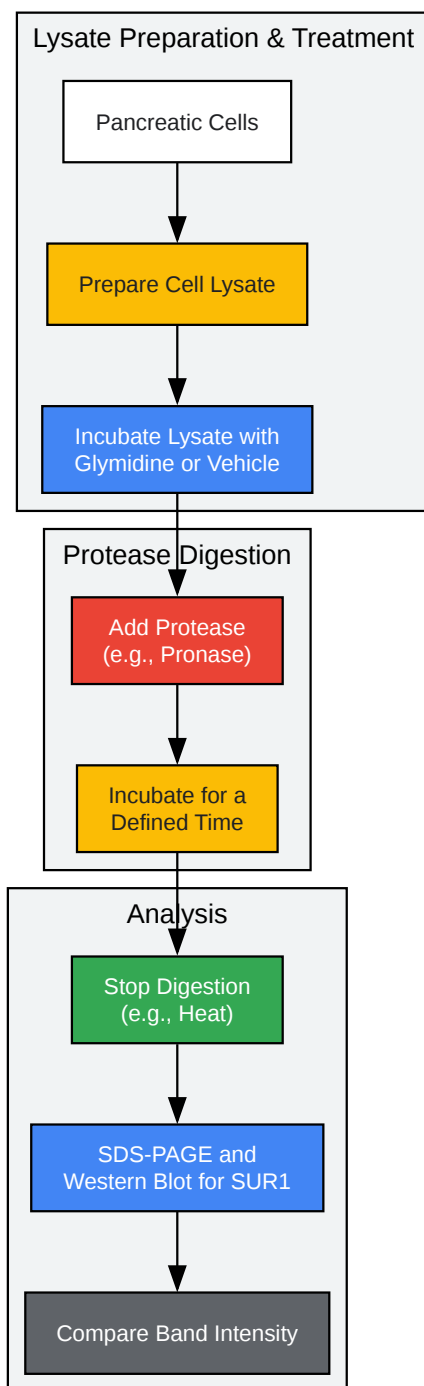 Lysate Preparation & Treatment
Pancreatic Cells
Prepare Cell Lysate
Incubate Lysate with
Glymidine or Vehicle
Protease Digestion
Add Protease
(e.g., Pronase)
Incubate for a
Defined Time
Analysis
Stop Digestion
(e.g., Heat)
SDS-PAGE and
Western Blot for SUR1
Compare Band Intensity